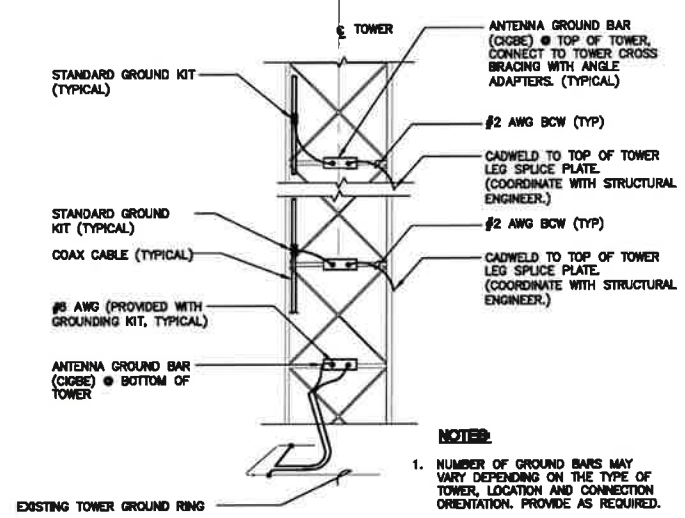 ℄ TOWER
ANTENNA GROUND BAR
(CIGBE) @ TOP OF TOWER,
CONNECT TO TOWER CROSS
BRACING WITH ANGLE
ADAPTERS. (TYPICAL)
STANDARD GROUND KIT
(TYPICAL)
#2 AWG BCW (TYP)
CADWELD TO TOP OF TOWER
LEG SPLICE PLATE.
(COORDINATE WITH STRUCTURAL
ENGINEER.)
STANDARD GROUND
KIT (TYPICAL)
#2 AWG BCW (TYP)
COAX CABLE (TYPICAL)
CADWELD TO TOP OF TOWER
LEG SPLICE PLATE.
(COORDINATE WITH STRUCTURAL
ENGINEER.)
#6 AWG (PROVIDED WITH
GROUNDING KIT, TYPICAL)
ANTENNA GROUND BAR
(CIGBE) @ BOTTOM OF
TOWER
NOTES:
1. NUMBER OF GROUND BARS MAY
VARY DEPENDING ON THE TYPE OF
TOWER, LOCATION AND CONNECTION
ORIENTATION. PROVIDE AS REQUIRED.
EXISTING TOWER GROUND RING